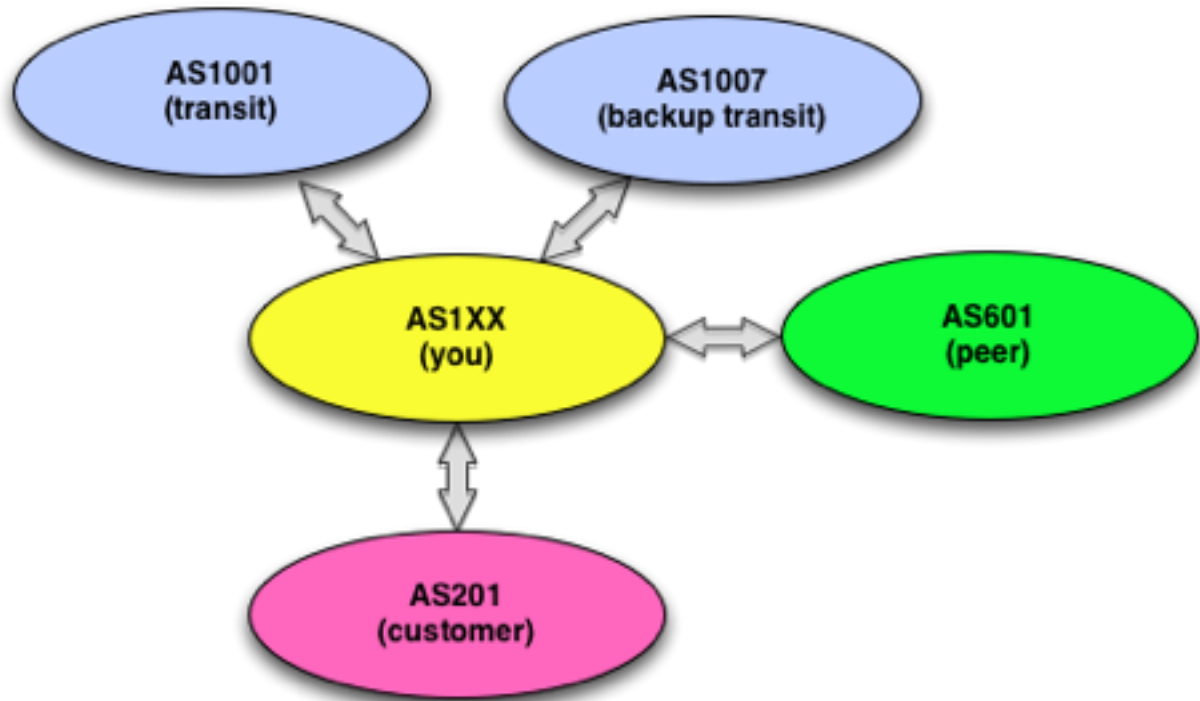 AS1001
(transit)
AS1007
(backup transit)
AS1XX
(you)
AS601
(peer)
AS201
(customer)